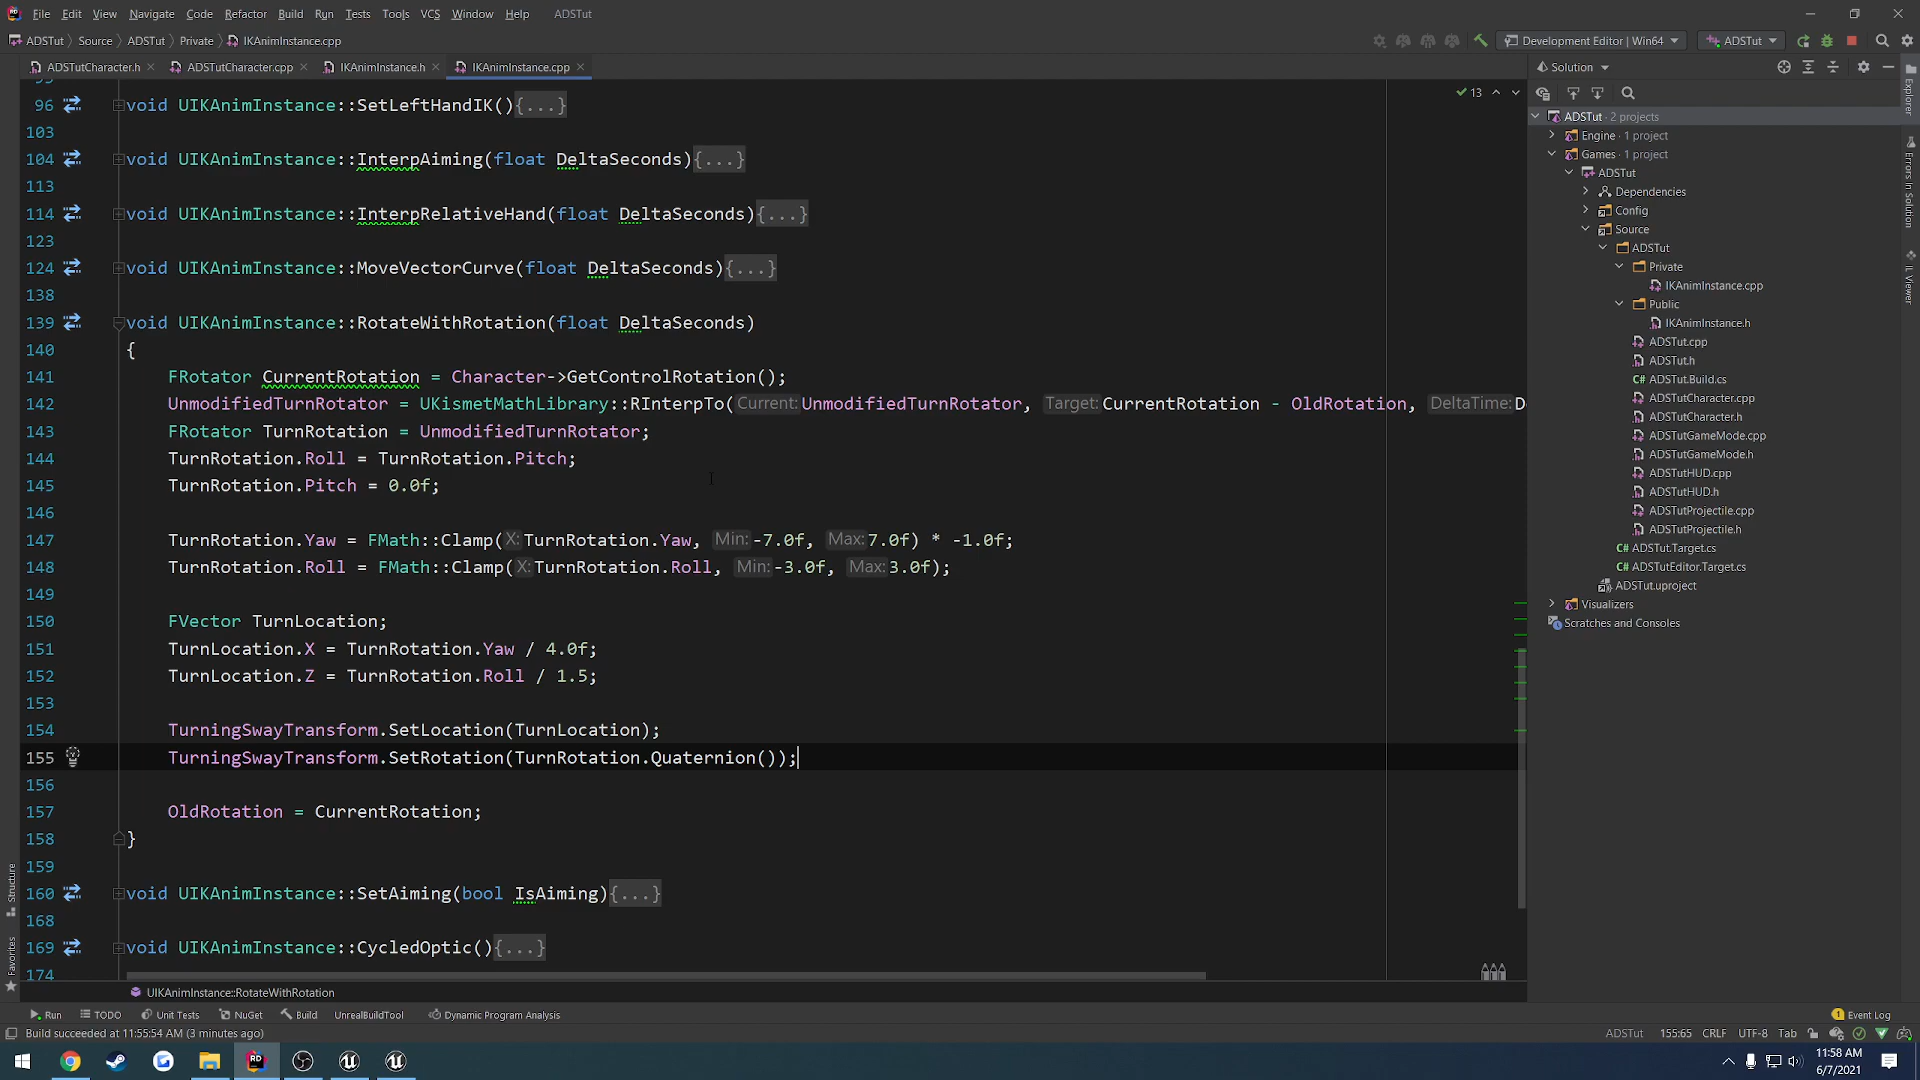 File Edit View Navigate Code Refactor Build Run Tests Tools VCS Window Help ADSTut
ADSTut Source ADSTut Private IKAnimInstance.cpp
Development Editor | Win64 ADSTut
ADSTutCharacter.h ADSTutCharacter.cpp IKAnimInstance.h IKAnimInstance.cpp
13
95
96 void UIKAnimInstance::SetLeftHandIK(){...}
103
104 void UIKAnimInstance::InterpAiming(float DeltaSeconds){...}
113
114 void UIKAnimInstance::InterpRelativeHand(float DeltaSeconds){...}
123
124 void UIKAnimInstance::MoveVectorCurve(float DeltaSeconds){...}
138
139 void UIKAnimInstance::RotateWithRotation(float DeltaSeconds)
140 {
141 FRotator CurrentRotation = Character->GetControlRotation();
142 UnmodifiedTurnRotator = UKismetMathLibrary::RInterpTo( Current: UnmodifiedTurnRotator, Target: CurrentRotation - OldRotation, DeltaTime: D
143 FRotator TurnRotation = UnmodifiedTurnRotator;
144 TurnRotation.Roll = TurnRotation.Pitch;
145 TurnRotation.Pitch = 0.0f;
146
147 TurnRotation.Yaw = FMath::Clamp( X: TurnRotation.Yaw, Min: -7.0f, Max: 7.0f) * -1.0f;
148 TurnRotation.Roll = FMath::Clamp( X: TurnRotation.Roll, Min: -3.0f, Max: 3.0f);
149
150 FVector TurnLocation;
151 TurnLocation.X = TurnRotation.Yaw / 4.0f;
152 TurnLocation.Z = TurnRotation.Roll / 1.5f;
153
154 TurningSwayTransform.SetLocation(TurnLocation);
155 TurningSwayTransform.SetRotation(TurnRotation.Quaternion());
156
157 OldRotation = CurrentRotation;
158 }
159
160 void UIKAnimInstance::SetAiming(bool IsAiming){...}
168
169 void UIKAnimInstance::CycledOptic(){...}
174
Solution
ADSTut · 2 projects
Engine · 1 project
Games · 1 project
ADSTut
Dependencies
Config
Source
ADSTut
Private
IKAnimInstance.cpp
Public
IKAnimInstance.h
ADSTut.cpp
ADSTut.h
C# ADSTut.Build.cs
ADSTutCharacter.cpp
ADSTutCharacter.h
ADSTutGameMode.cpp
ADSTutGameMode.h
ADSTutHUD.cpp
ADSTutHUD.h
ADSTutProjectile.cpp
ADSTutProjectile.h
C# ADSTut.Target.cs
C# ADSTutEditor.Target.cs
ADSTut.uproject
Visualizers
Scratches and Consoles
Explorer
Errors In Solution
IL Viewer
Structure
Favorites
UIKAnimInstance::RotateWithRotation
Run TODO Unit Tests NuGet Build UnrealBuildTool Dynamic Program Analysis 1 Event Log
Build succeeded at 11:55:54 AM (3 minutes ago) ADSTut 155:65 CRLF UTF-8 Tab
RD
11:58 AM
6/7/2021